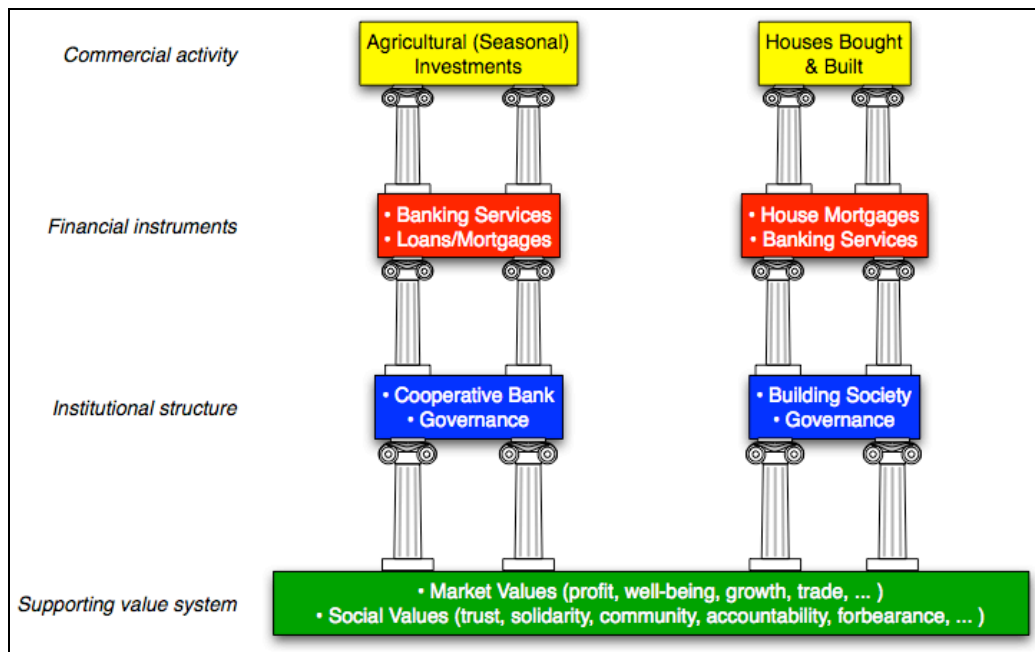 Commercial activity
Agricultural (Seasonal)
Investments
Houses Bought
& Built
Financial instruments
• Banking Services
• Loans/Mortgages
• House Mortgages
• Banking Services
Institutional structure
• Cooperative Bank
• Governance
• Building Society
• Governance
Supporting value system
• Market Values (profit, well-being, growth, trade, ... )
• Social Values (trust, solidarity, community, accountability, forbearance, ... )